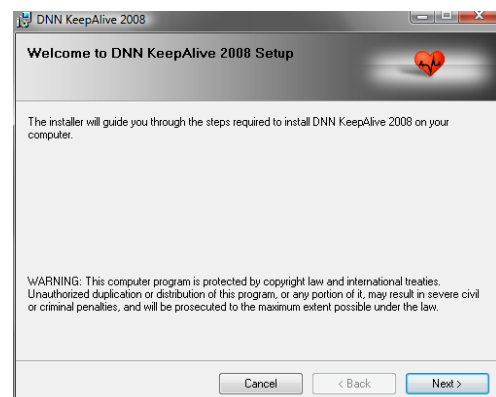 DNN KeepAlive 2008
Welcome to DNN KeepAlive 2008 Setup
The installer will guide you through the steps required to install DNN KeepAlive 2008 on your
computer.
WARNING: This computer program is protected by copyright law and international treaties.
Unauthorized duplication or distribution of this program, or any portion of it, may result in severe civil
or criminal penalties, and will be prosecuted to the maximum extent possible under the law.
Cancel < Back Next >